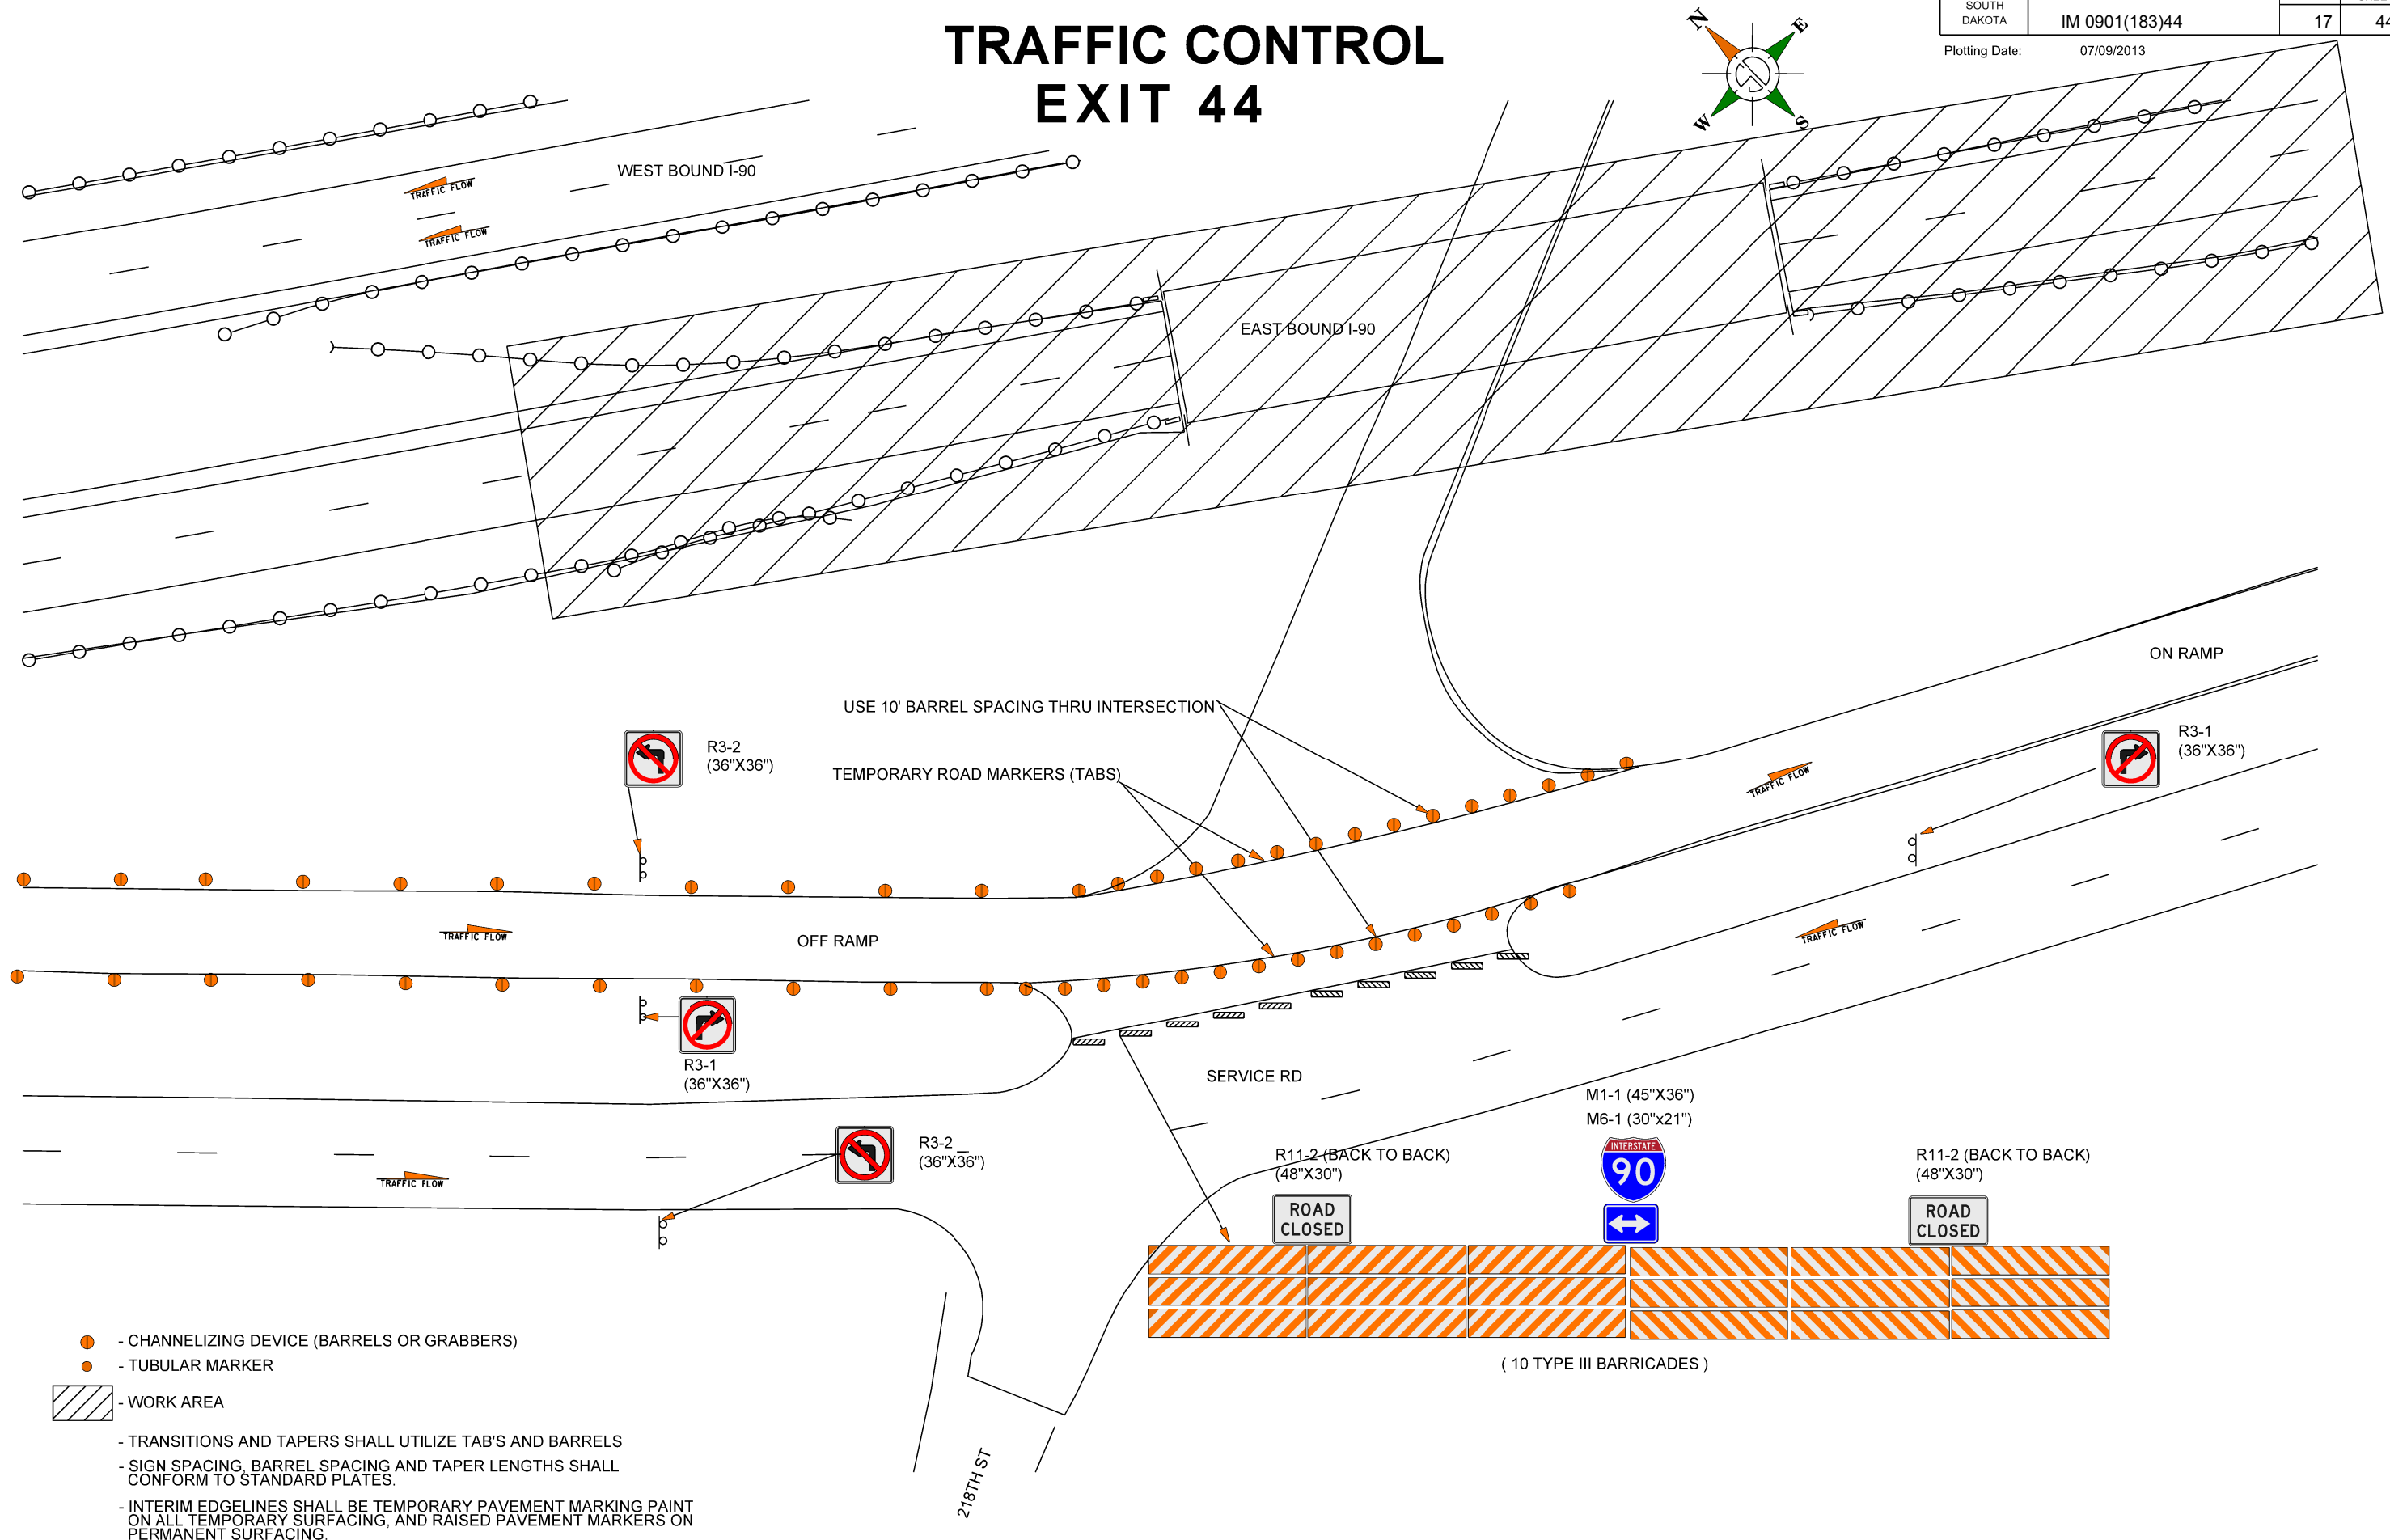 TRAFFIC CONTROL
EXIT 44
SOUTH
DAKOTA
IM 0901(183)44
17
44
Plotting Date:
07/09/2013
N
E
W
S
WEST BOUND I-90
TRAFFIC FLOW
TRAFFIC FLOW
EAST BOUND I-90
ON RAMP
USE 10' BARREL SPACING THRU INTERSECTION
R3-2
(36"X36")
R3-1
(36"X36")
TEMPORARY ROAD MARKERS (TABS)
TRAFFIC FLOW
TRAFFIC FLOW
OFF RAMP
TRAFFIC FLOW
R3-1
(36"X36")
SERVICE RD
M1-1 (45"X36")
M6-1 (30"x21")
R3-2
(36"X36")
TRAFFIC FLOW
R11-2 (BACK TO BACK)
(48"X30")
INTERSTATE
90
R11-2 (BACK TO BACK)
(48"X30")
ROAD
CLOSED
ROAD
CLOSED
( 10 TYPE III BARRICADES )
- CHANNELIZING DEVICE (BARRELS OR GRABBERS)
- TUBULAR MARKER
- WORK AREA
- TRANSITIONS AND TAPERS SHALL UTILIZE TAB'S AND BARRELS
- SIGN SPACING, BARREL SPACING AND TAPER LENGTHS SHALL
CONFORM TO STANDARD PLATES.
- INTERIM EDGELINES SHALL BE TEMPORARY PAVEMENT MARKING PAINT
ON ALL TEMPORARY SURFACING, AND RAISED PAVEMENT MARKERS ON
PERMANENT SURFACING.
218TH ST